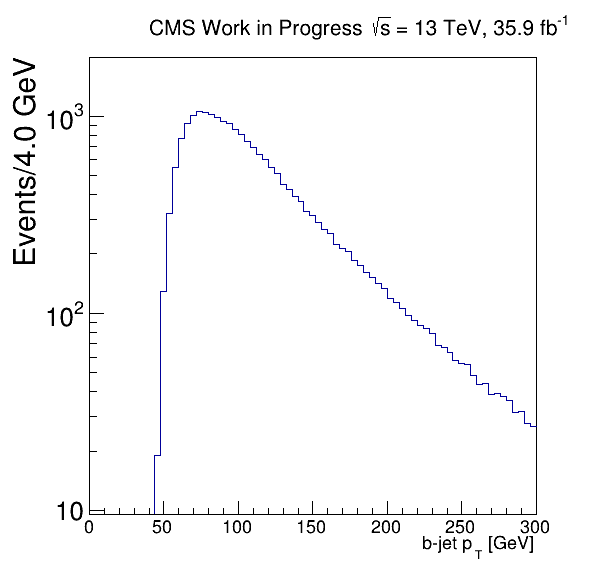 CMS Work in Progress √s = 13 TeV, 35.9 fb⁻¹
Events/4.0 GeV
10³
10²
10
0 50 100 150 200 250 300
b-jet p_T [GeV]